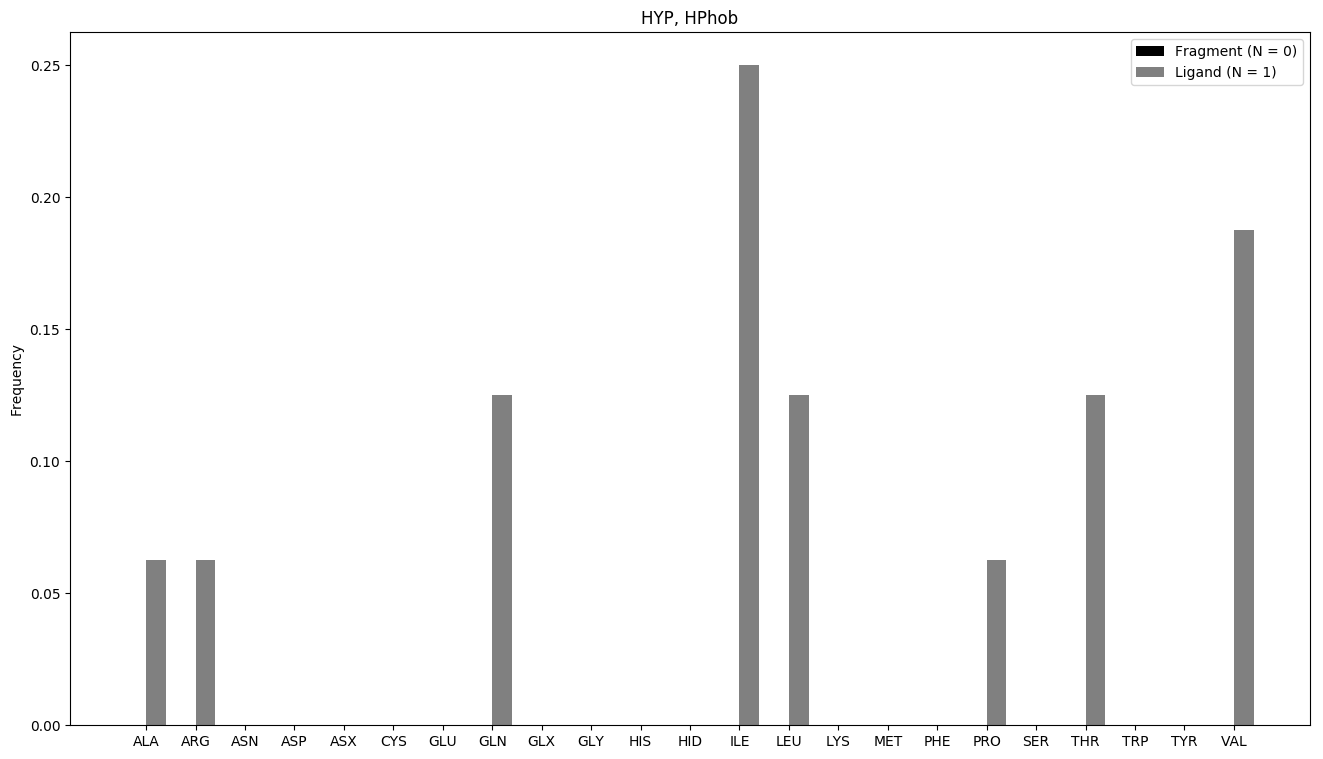 HYP, HPhob
Fragment (N = 0)
Ligand (N = 1)
Frequency
0.25
0.20
0.15
0.10
0.05
0.00
ALA ARG ASN ASP ASX CYS GLU GLN GLX GLY HIS HID ILE LEU LYS MET PHE PRO SER THR TRP TYR VAL